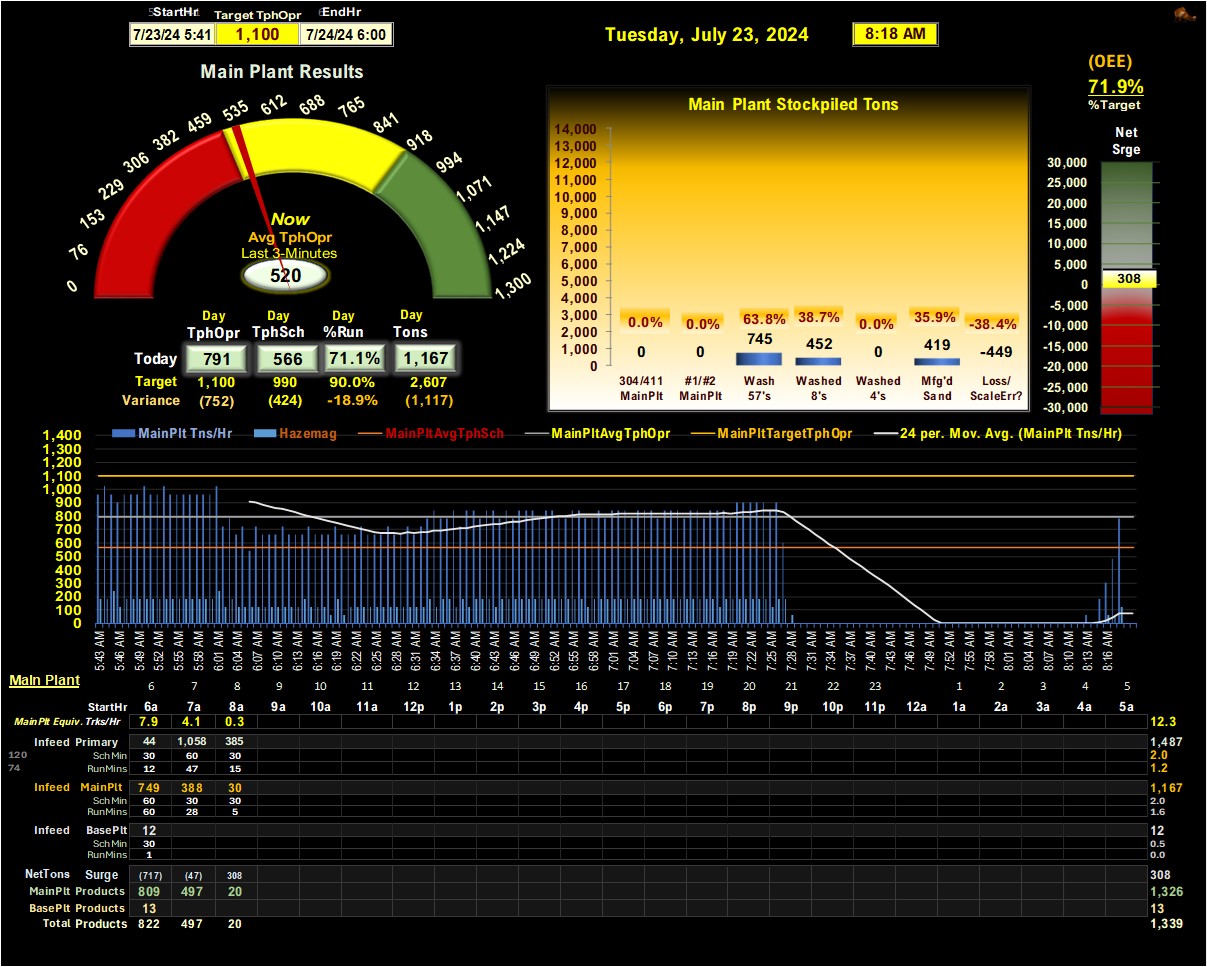 StartHr Target TphOpr EndHr
7/23/24 5:41 1,100 7/24/24 6:00
Tuesday, July 23, 2024 8:18 AM
(OEE)
71.9%
%Target
Main Plant Results
0 76 153 229 306 382 459 535 612 688 765 841 918 994 1,071 1,147 1,224 1,300
Now
Avg TphOpr
Last 3-Minutes
520
Day Day Day Day
TphOpr TphSch %Run Tons
Today 791 566 71.1% 1,167
Target 1,100 990 90.0% 2,607
Variance (752) (424) -18.9% (1,117)
Main Plant Stockpiled Tons
14,000
13,000
12,000
11,000
10,000
9,000
8,000
7,000
6,000
5,000
4,000
3,000
2,000
1,000
0
0.0% 0.0% 63.8% 38.7% 0.0% 35.9% -38.4%
0 0 745 452 0 419 -449
304/411 #1/#2 Wash Washed Washed Mfg'd Loss/
MainPlt MainPlt 57's 8's 4's Sand ScaleErr?
Net
Srge
30,000
25,000
20,000
15,000
10,000
5,000
0
-5,000
-10,000
-15,000
-20,000
-25,000
-30,000
308
MainPlt Tns/Hr Hazemag MainPltAvgTphSch MainPltAvgTphOpr MainPltTargetTphOpr 24 per. Mov. Avg. (MainPlt Tns/Hr)
1,400
1,300
1,200
1,100
1,000
900
800
700
600
500
400
300
200
100
0
5:43 AM 5:46 AM 5:49 AM 5:52 AM 5:55 AM 5:58 AM 6:01 AM 6:04 AM 6:07 AM 6:10 AM 6:13 AM 6:19 AM 6:22 AM 6:25 AM 6:28 AM 6:31 AM 6:34 AM 6:37 AM 6:40 AM 6:43 AM 6:46 AM 6:49 AM 6:52 AM 6:55 AM 6:58 AM 7:01 AM 7:04 AM 7:07 AM 7:10 AM 7:13 AM 7:16 AM 7:19 AM 7:22 AM 7:25 AM 7:28 AM 7:31 AM 7:34 AM 7:37 AM 7:40 AM 7:43 AM 7:46 AM 7:49 AM 7:52 AM 7:55 AM 7:58 AM 8:01 AM 8:04 AM 8:07 AM 8:10 AM 8:13 AM 8:18 AM
Main Plant
6 7 8 9 10 11 12 13 14 15 16 17 18 19 20 21 22 23 1 2 3 4 5
StartHr 6a 7a 8a 9a 10a 11a 12p 1p 2p 3p 4p 5p 6p 7p 8p 9p 10p 11p 12a 1a 2a 3a 4a 5a
MainPlt Equiv. Trks/Hr 7.9 4.1 0.3 12.3
Infeed Primary 44 1,058 385 1,487
120 Sch Min 30 60 30 2.0
74 RunMins 12 47 15 1.2
Infeed MainPlt 749 388 30 1,167
Sch Min 60 30 30 2.0
RunMins 60 28 5 1.6
Infeed BasePlt 12 12
Sch Min 30 0.5
RunMins 1 0.0
NetTons Surge (717) (47) 308 308
MainPlt Products 809 497 20 1,326
BasePlt Products 13 13
Total Products 822 497 20 1,339